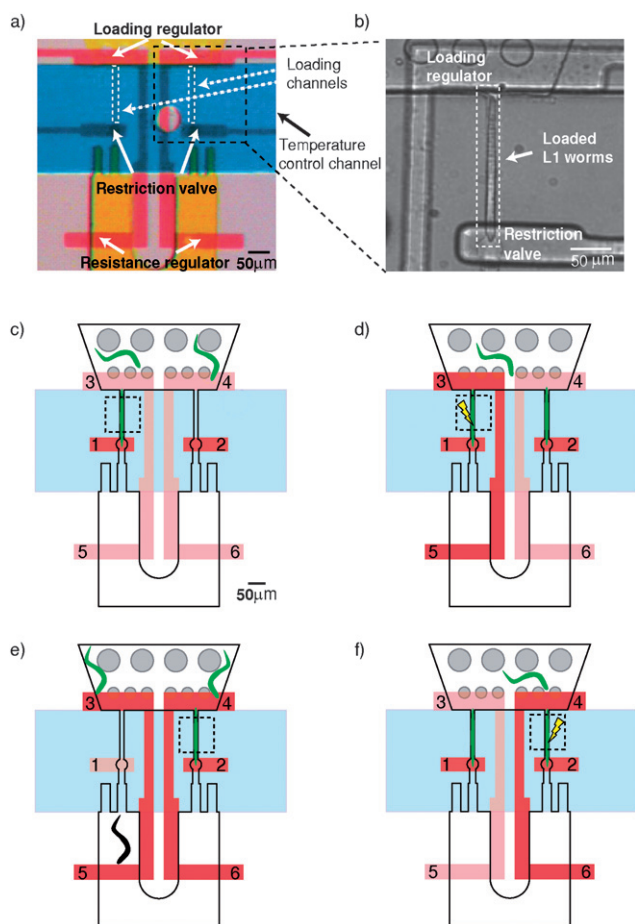 a)
Loading regulator
Loading
channels
Temperature
control channel
Restriction valve
Resistance regulator
50μm
b)
Loading
regulator
Loaded
L1 worms
Restriction
valve
50 μm
c)
3
4
1
2
5
6
50μm
d)
3
4
1
2
5
6
e)
3
4
1
2
5
6
f)
3
4
1
2
5
6